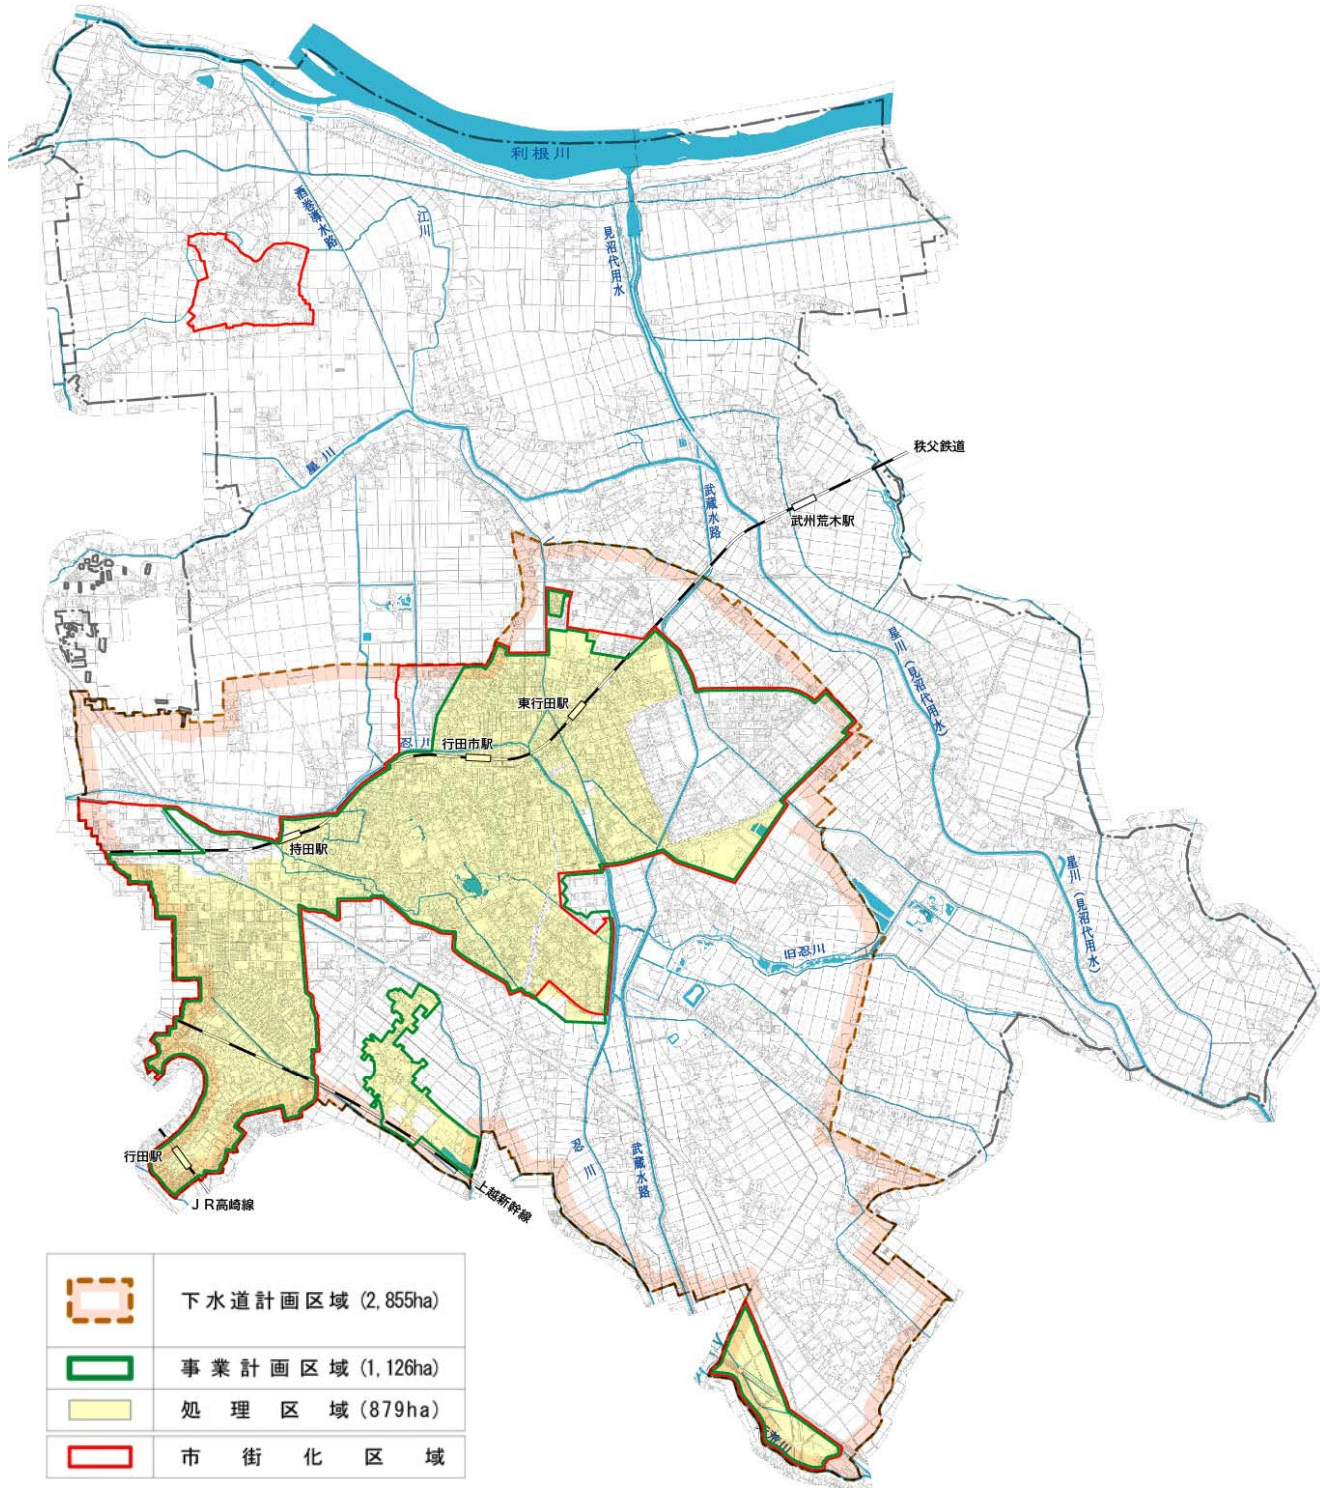 利根川
酒巻導水路
江川
見沼代用水
星川
秩父鉄道
武州荒木駅
武蔵水路
星川(見沼代用水)
東行田駅
忍川
行田市駅
持田駅
星川(見沼代用水)
旧忍川
行田駅
JR高崎線
上越新幹線
忍川
武蔵水路
下水道計画区域 (2,855ha)
事業計画区域 (1,126ha)
処理区域 (879ha)
市街化区域